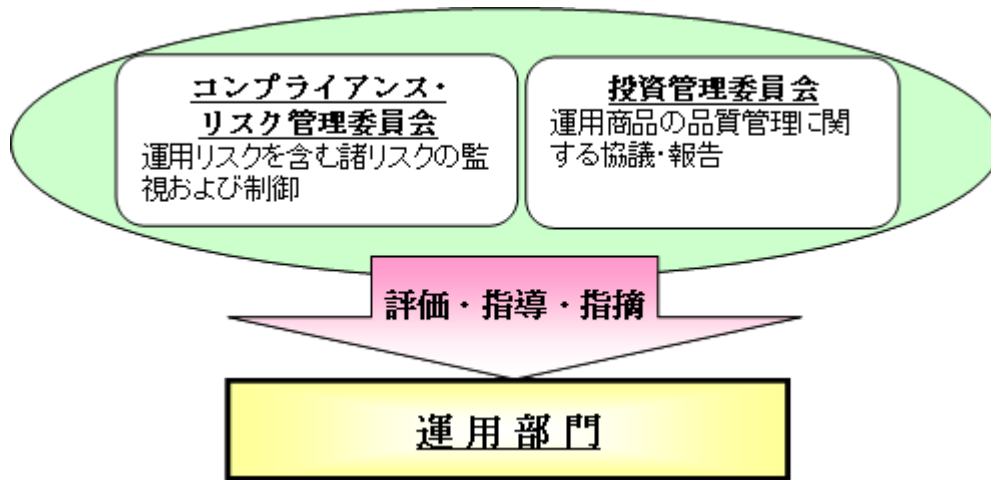 コンプライアンス・
リスク管理委員会
運用リスクを含む諸リスクの監
視および制御
投資管理委員会
運用商品の品質管理に関
する協議・報告
評価・指導・指摘
運用部門